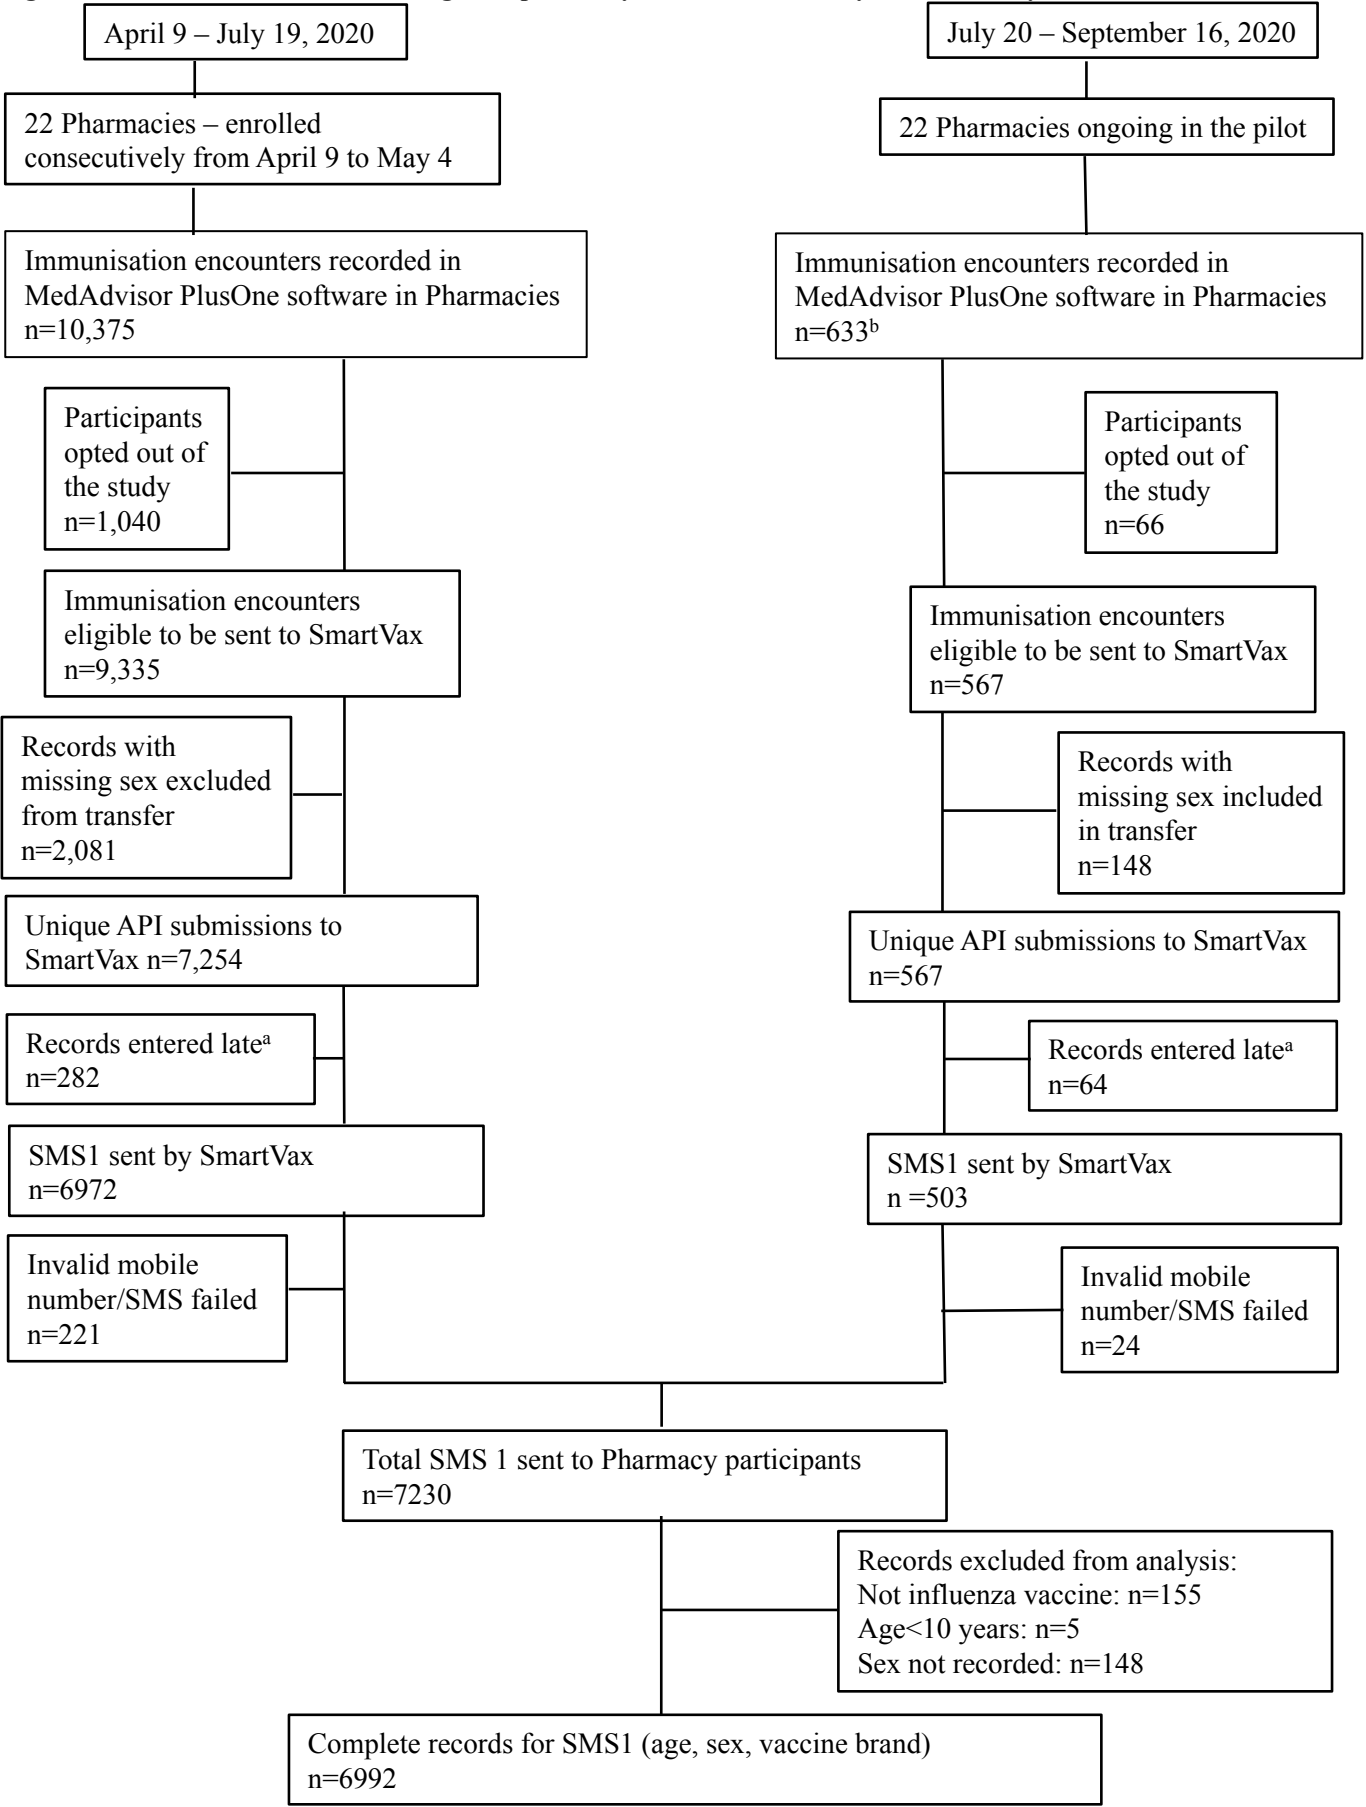 April 9 – July 19, 2020
22 Pharmacies – enrolled
consecutively from April 9 to May 4
Immunisation encounters recorded in
MedAdvisor PlusOne software in Pharmacies
n=10,375
Participants
opted out of
the study
n=1,040
Immunisation encounters
eligible to be sent to SmartVax
n=9,335
Records with
missing sex excluded
from transfer
n=2,081
Unique API submissions to
SmartVax n=7,254
Records entered lateᵃ
n=282
SMS1 sent by SmartVax
n=6972
Invalid mobile
number/SMS failed
n=221
July 20 – September 16, 2020
22 Pharmacies ongoing in the pilot
Immunisation encounters recorded in
MedAdvisor PlusOne software in Pharmacies
n=633ᵇ
Participants
opted out of
the study
n=66
Immunisation encounters
eligible to be sent to SmartVax
n=567
Records with
missing sex included
in transfer
n=148
Unique API submissions to SmartVax
n=567
Records entered lateᵃ
n=64
SMS1 sent by SmartVax
n =503
Invalid mobile
number/SMS failed
n=24
Total SMS 1 sent to Pharmacy participants
n=7230
Records excluded from analysis:
Not influenza vaccine: n=155
Age<10 years: n=5
Sex not recorded: n=148
Complete records for SMS1 (age, sex, vaccine brand)
n=6992